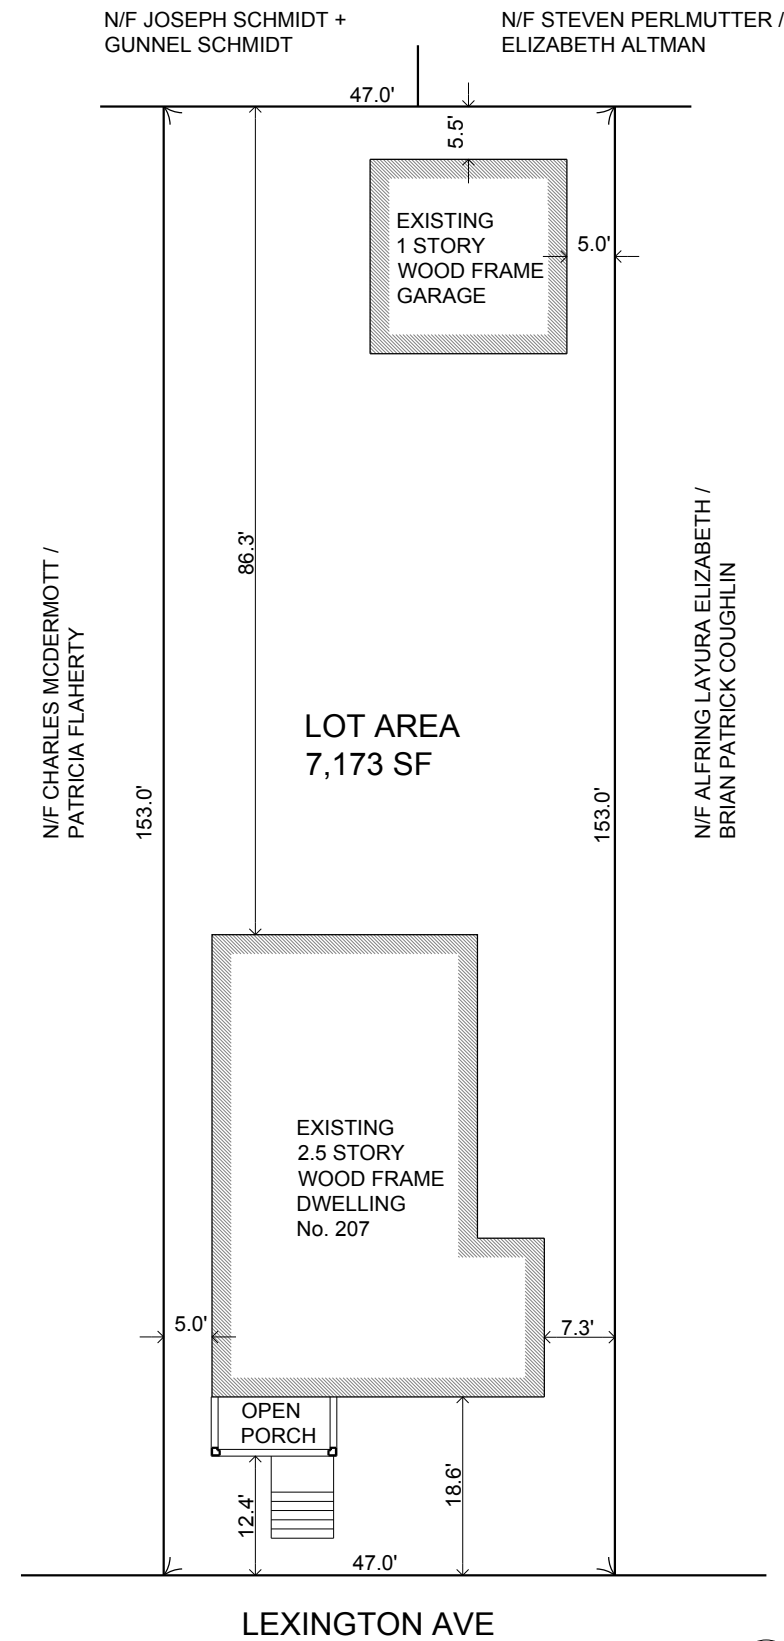 N/F JOSEPH SCHMIDT +
GUNNEL SCHMIDT
N/F STEVEN PERLMUTTER /
ELIZABETH ALTMAN
47.0'
5.5'
EXISTING
1 STORY
WOOD FRAME
GARAGE
5.0'
86.3'
N/F CHARLES MCDERMOTT /
PATRICIA FLAHERTY
N/F ALFRING LAYURA ELIZABETH /
BRIAN PATRICK COUGHLIN
LOT AREA
7,173 SF
153.0'
153.0'
EXISTING
2.5 STORY
WOOD FRAME
DWELLING
No. 207
5.0'
7.3'
OPEN
PORCH
12.4'
18.6'
47.0'
LEXINGTON AVE